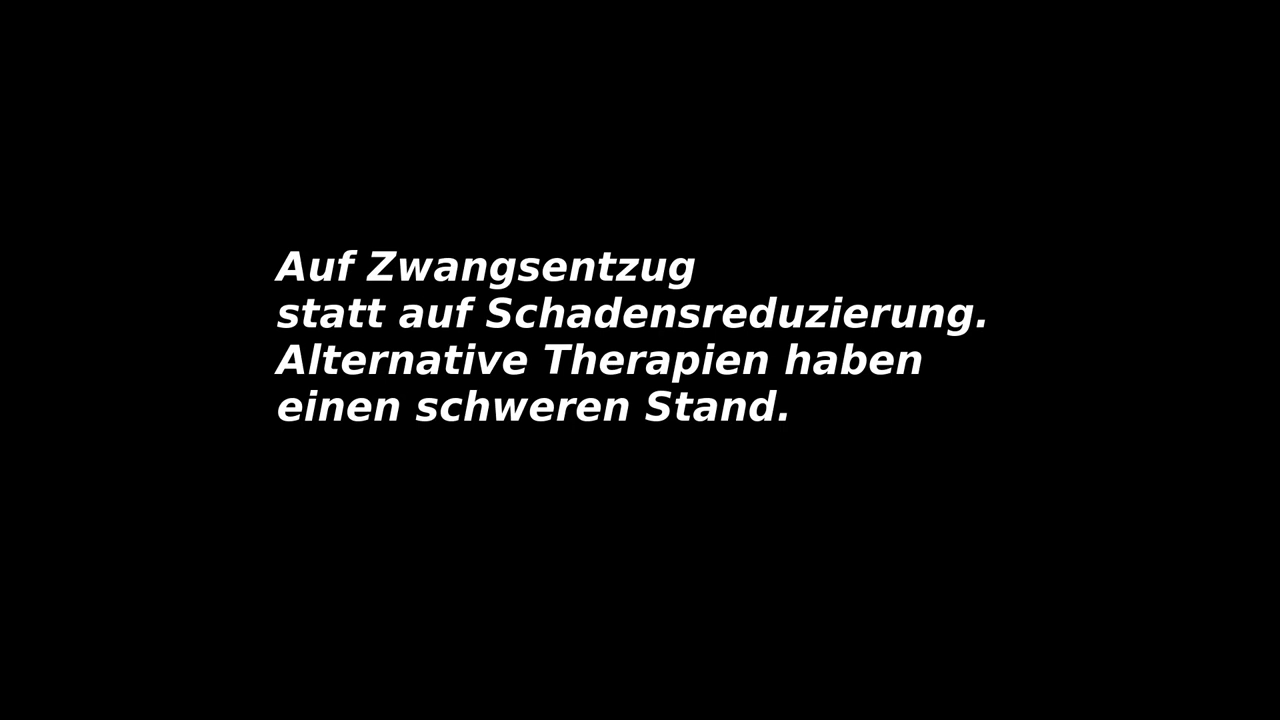 Auf Zwangsentzug
statt auf Schadensreduzierung.
Alternative Therapien haben
einen schweren Stand.